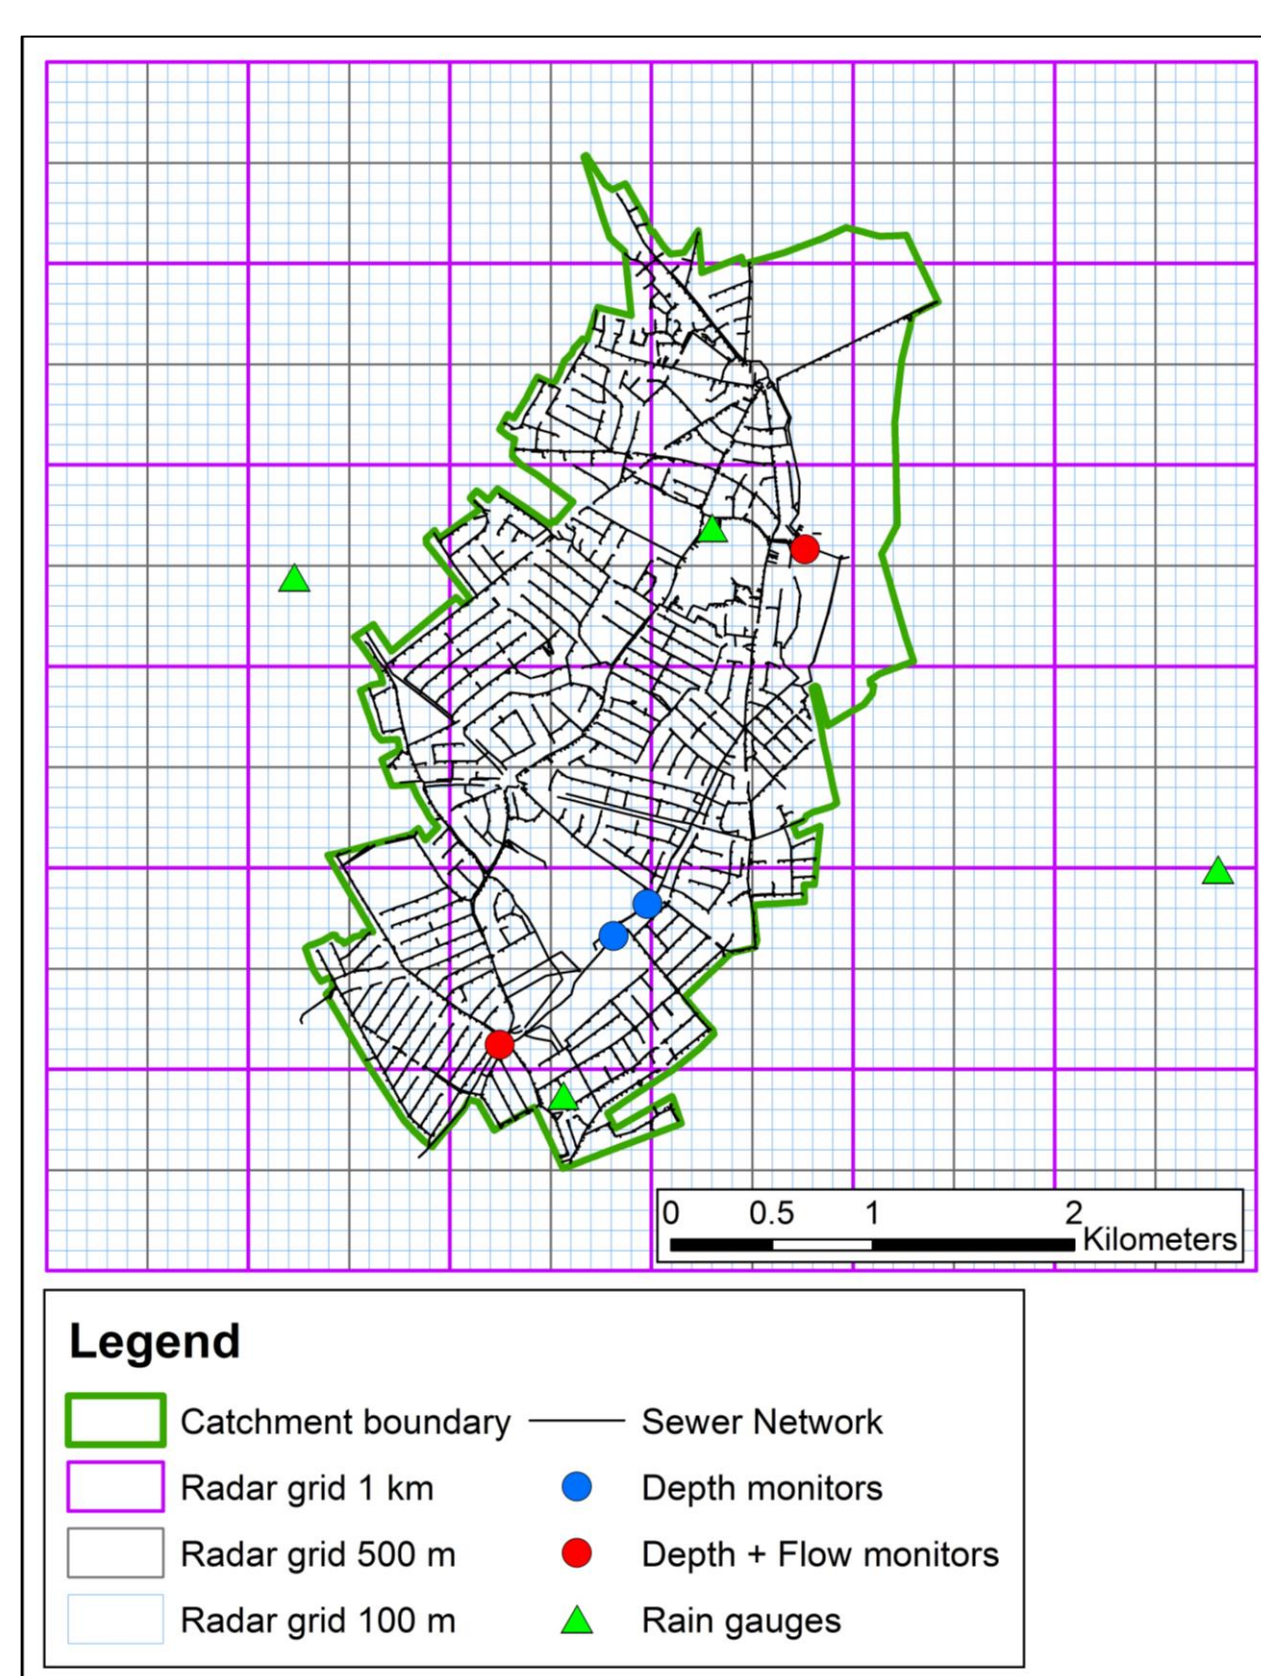 0 0.5 1 2
Kilometers
Legend
Catchment boundary
Sewer Network
Radar grid 1 km
Depth monitors
Radar grid 500 m
Depth + Flow monitors
Radar grid 100 m
Rain gauges